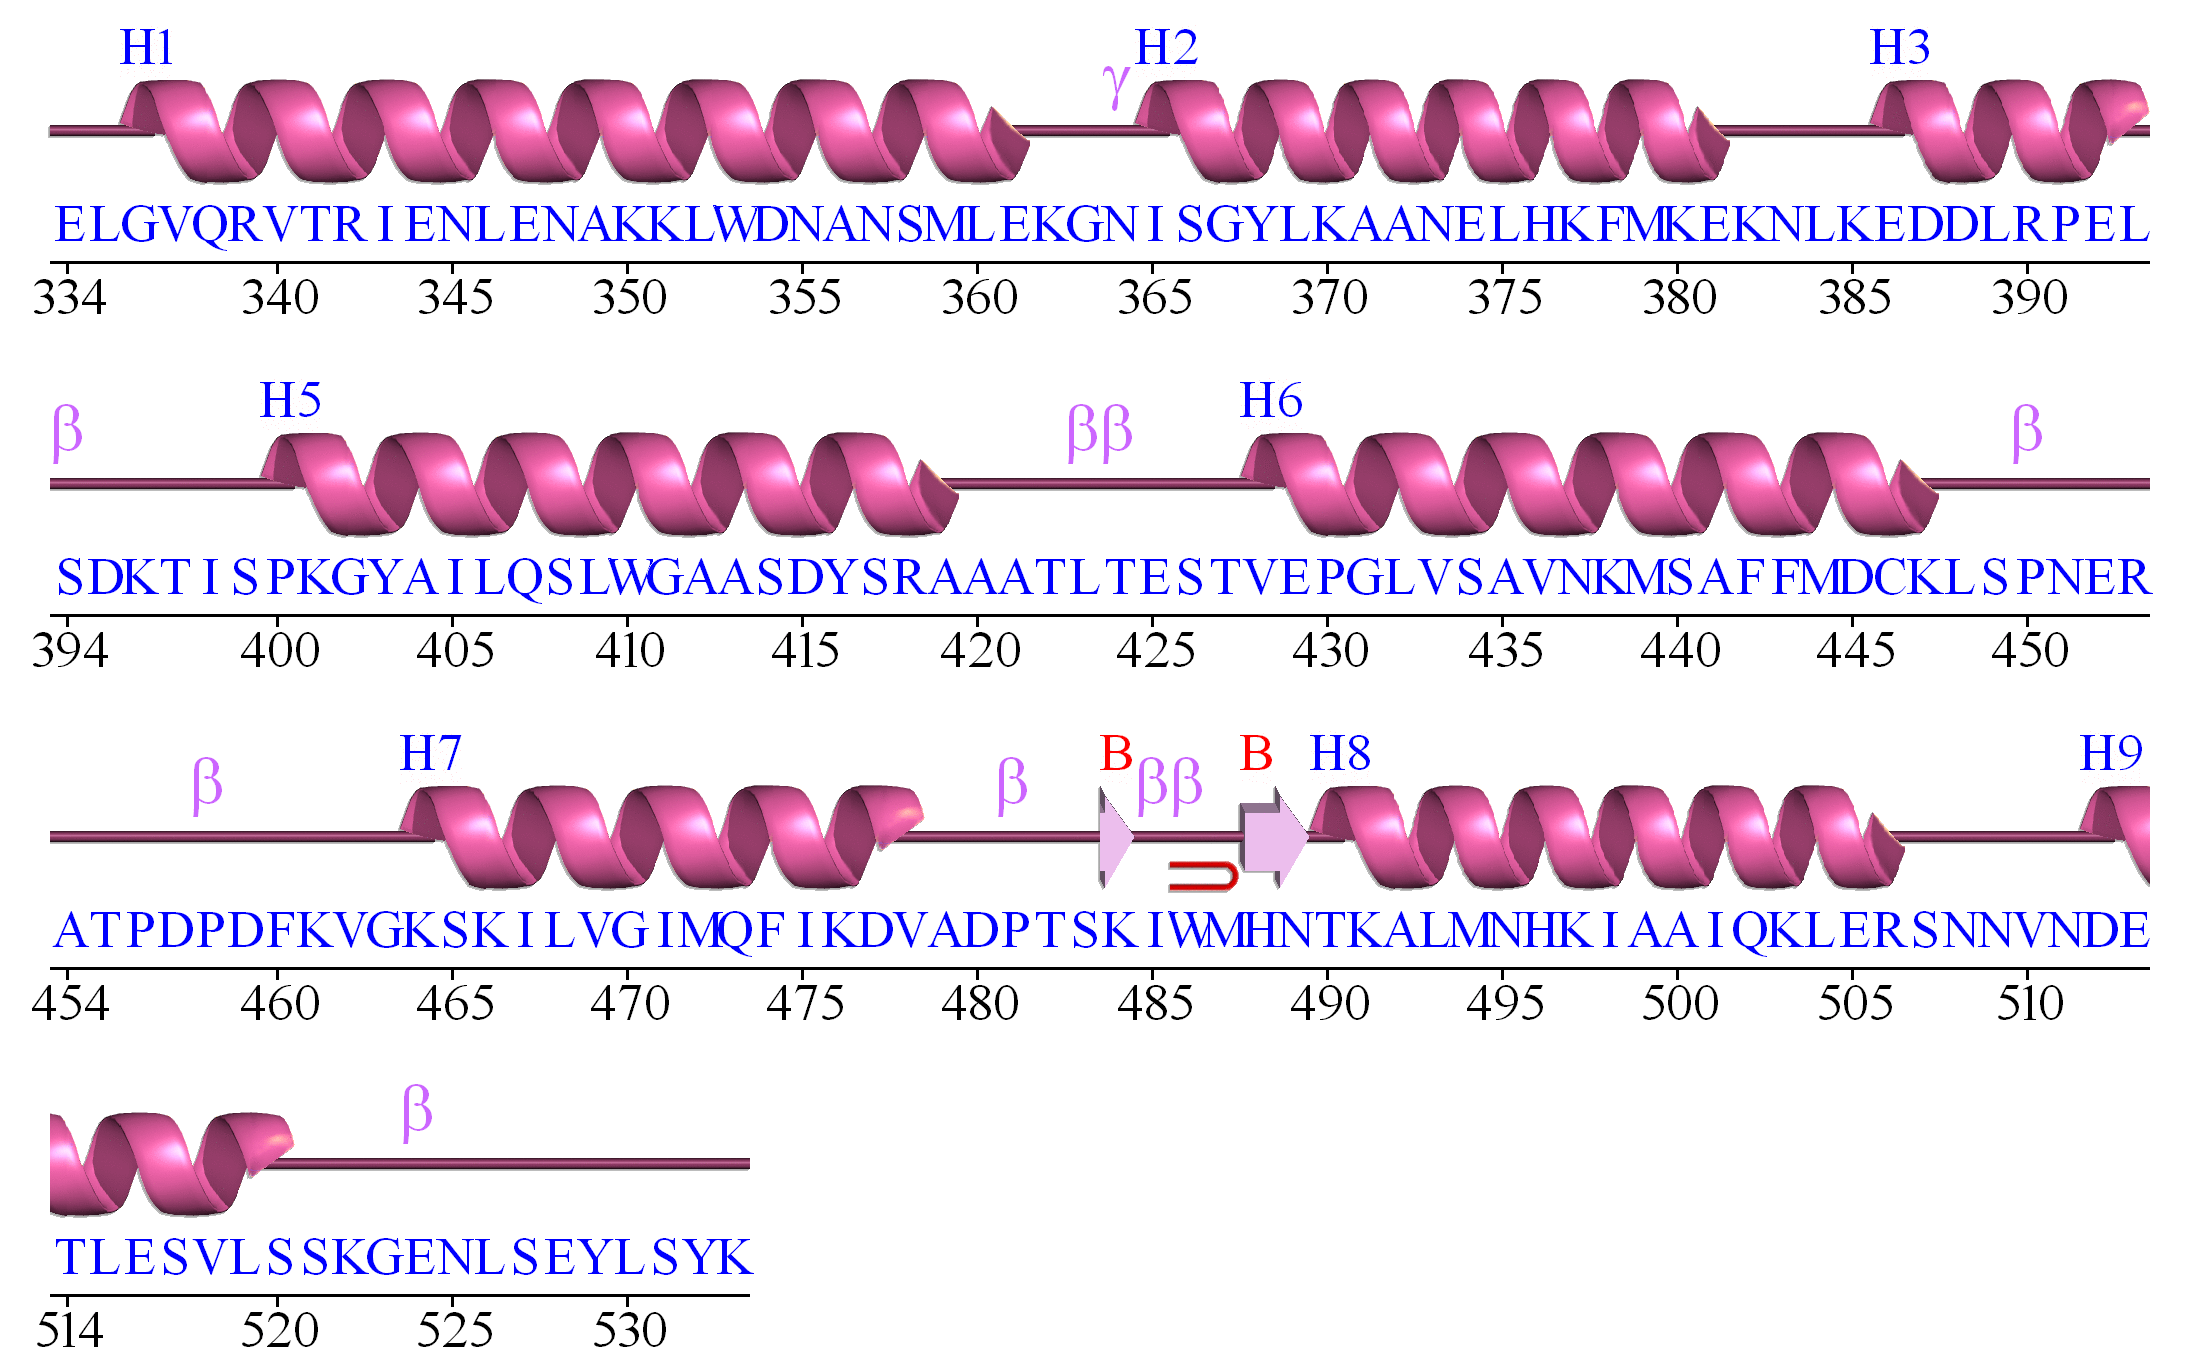 H1 H2 H3
γ
ELGVQRVTRIENLENAKKLWDNANSMLEKGNISGYLKAANELHKFMKEKNLKEDDLRPEL
334 340 345 350 355 360 365 370 375 380 385 390
H5 H6
β ββ β
SDKTISPKGYAILQSLWGAASDYSRAAATLTESTVEPGLVSAVNKMSAFFMDCKLSPNER
394 400 405 410 415 420 425 430 435 440 445 450
H7 B B H8 H9
β β ββ
ATPDPDFKVGKSKILVGIMQFIKDVADPTSKIWMHNTKALMNHKIAAIQKLERSNNVNDE
454 460 465 470 475 480 485 490 495 500 505 510
β
TLESVLSSKGENLSEYLSYK
514 520 525 530